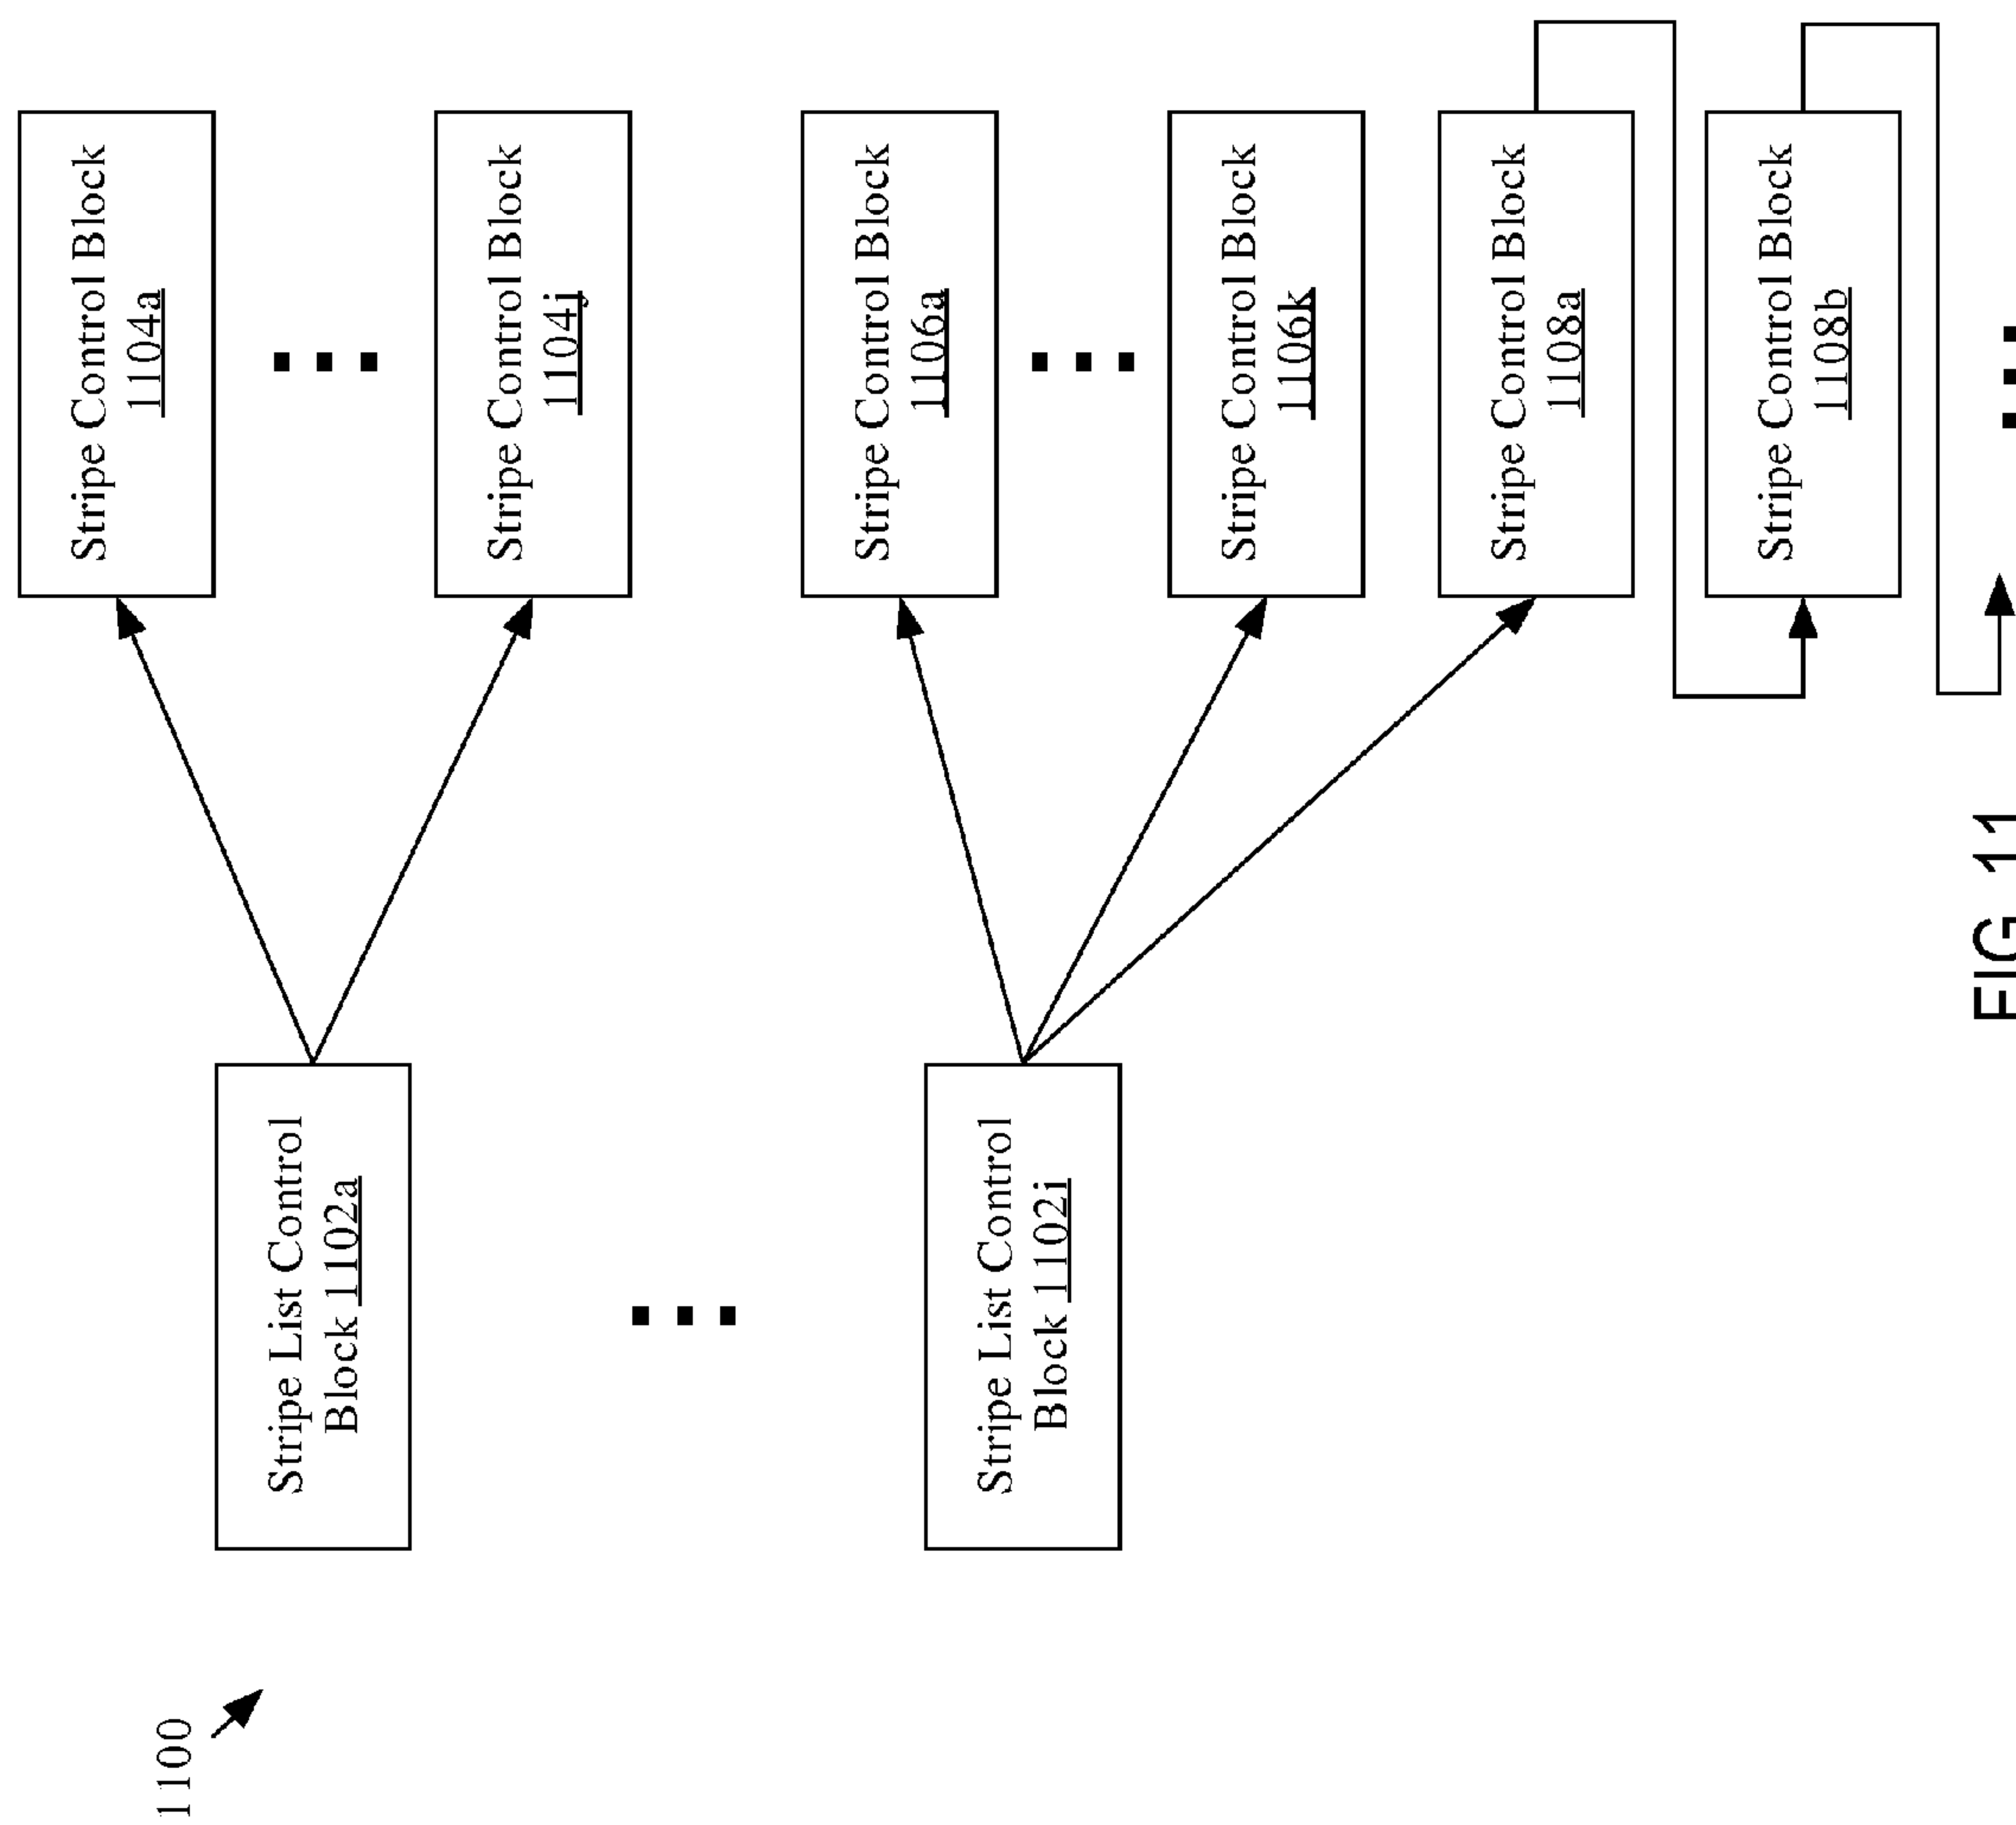 1100
Stripe List Control
Block 1102a
Stripe List Control
Block 1102i
Stripe Control Block
1104a
Stripe Control Block
1104j
Stripe Control Block
1106a
Stripe Control Block
1106k
Stripe Control Block
1108a
Stripe Control Block
1108b
FIG 11